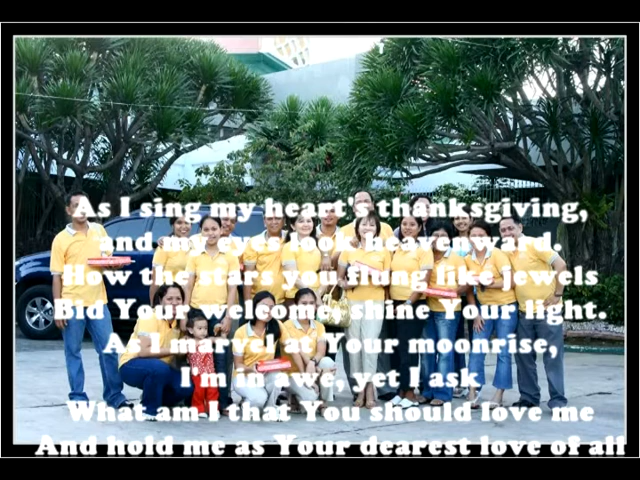 As I sing my heart's thanksgiving,
and my eyes look heavenward.
How the stars you flung like jewels
Bid Your welcome, shine Your light.
As I marvel at Your moonrise,
I'm in awe, yet I ask
What am I that You should love me
And hold me as Your dearest love of all